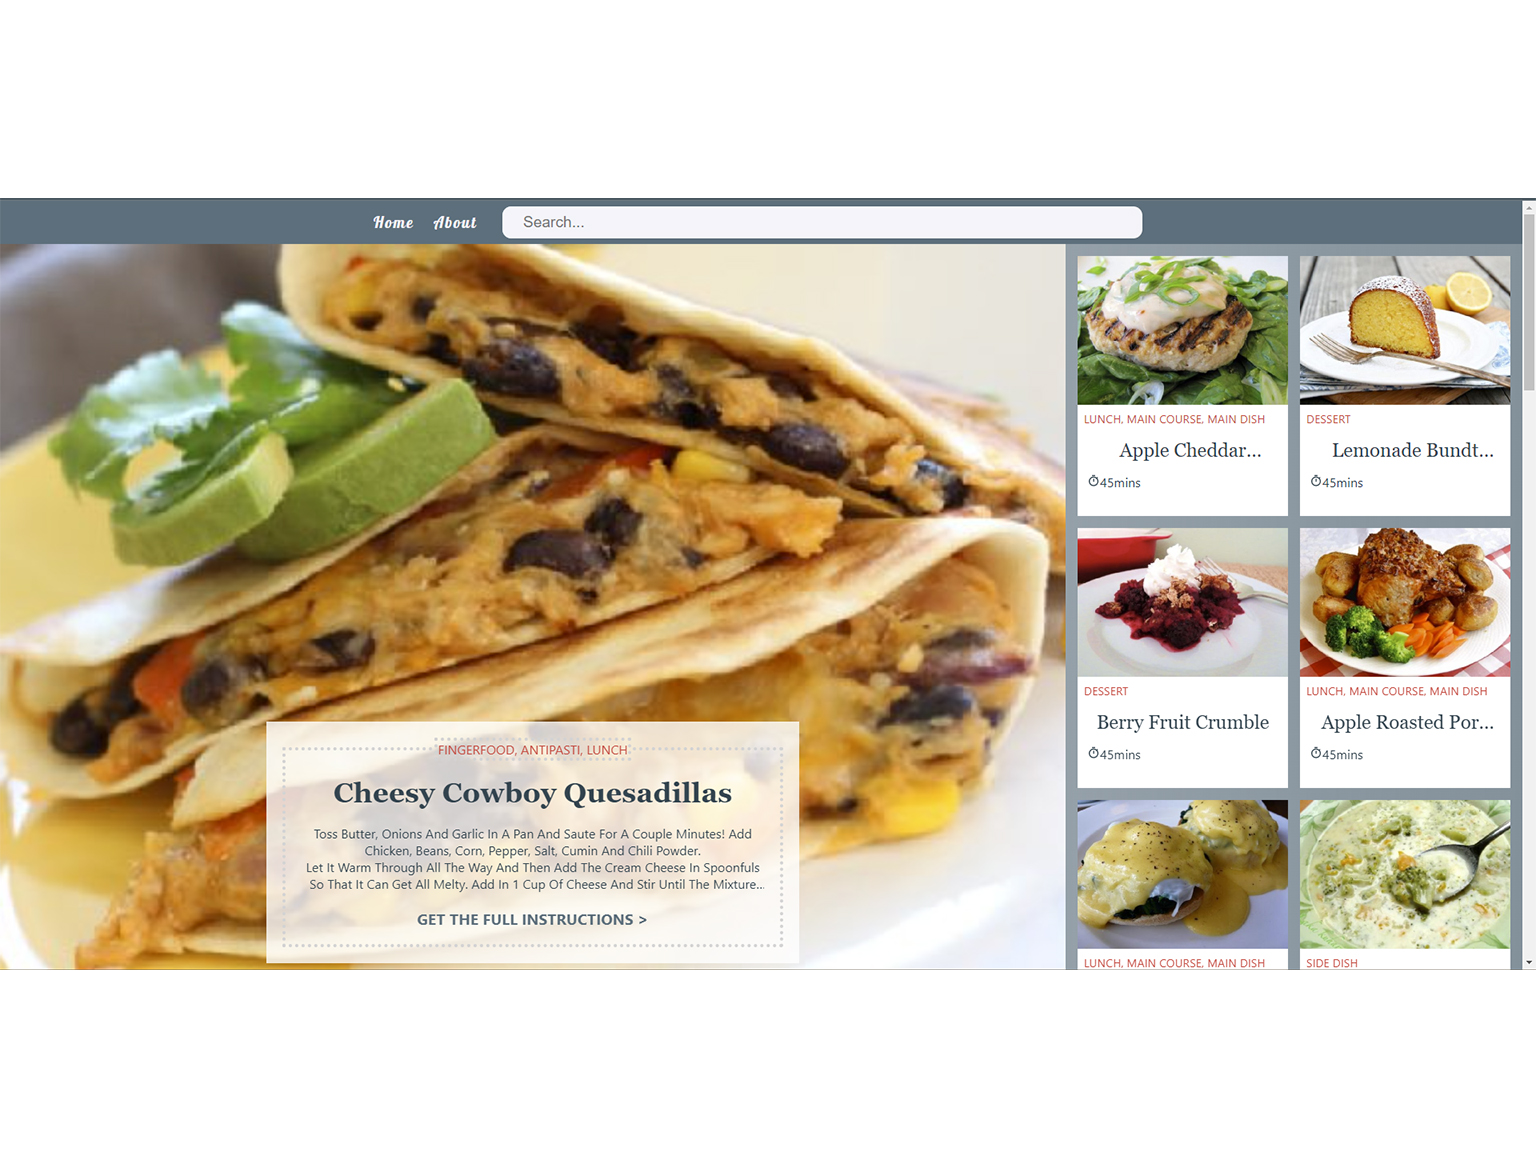 Home About Search...
FINGERFOOD, ANTIPASTI, LUNCH
Cheesy Cowboy Quesadillas
Toss Butter, Onions And Garlic In A Pan And Saute For A Couple Minutes! Add
Chicken, Beans, Corn, Pepper, Salt, Cumin And Chili Powder.
Let It Warm Through All The Way And Then Add The Cream Cheese In Spoonfuls
So That It Can Get All Melty. Add In 1 Cup Of Cheese And Stir Until The Mixture...
GET THE FULL INSTRUCTIONS >
LUNCH, MAIN COURSE, MAIN DISH
Apple Cheddar...
45mins
DESSERT
Lemonade Bundt...
45mins
DESSERT
Berry Fruit Crumble
45mins
LUNCH, MAIN COURSE, MAIN DISH
Apple Roasted Por...
45mins
LUNCH, MAIN COURSE, MAIN DISH
SIDE DISH